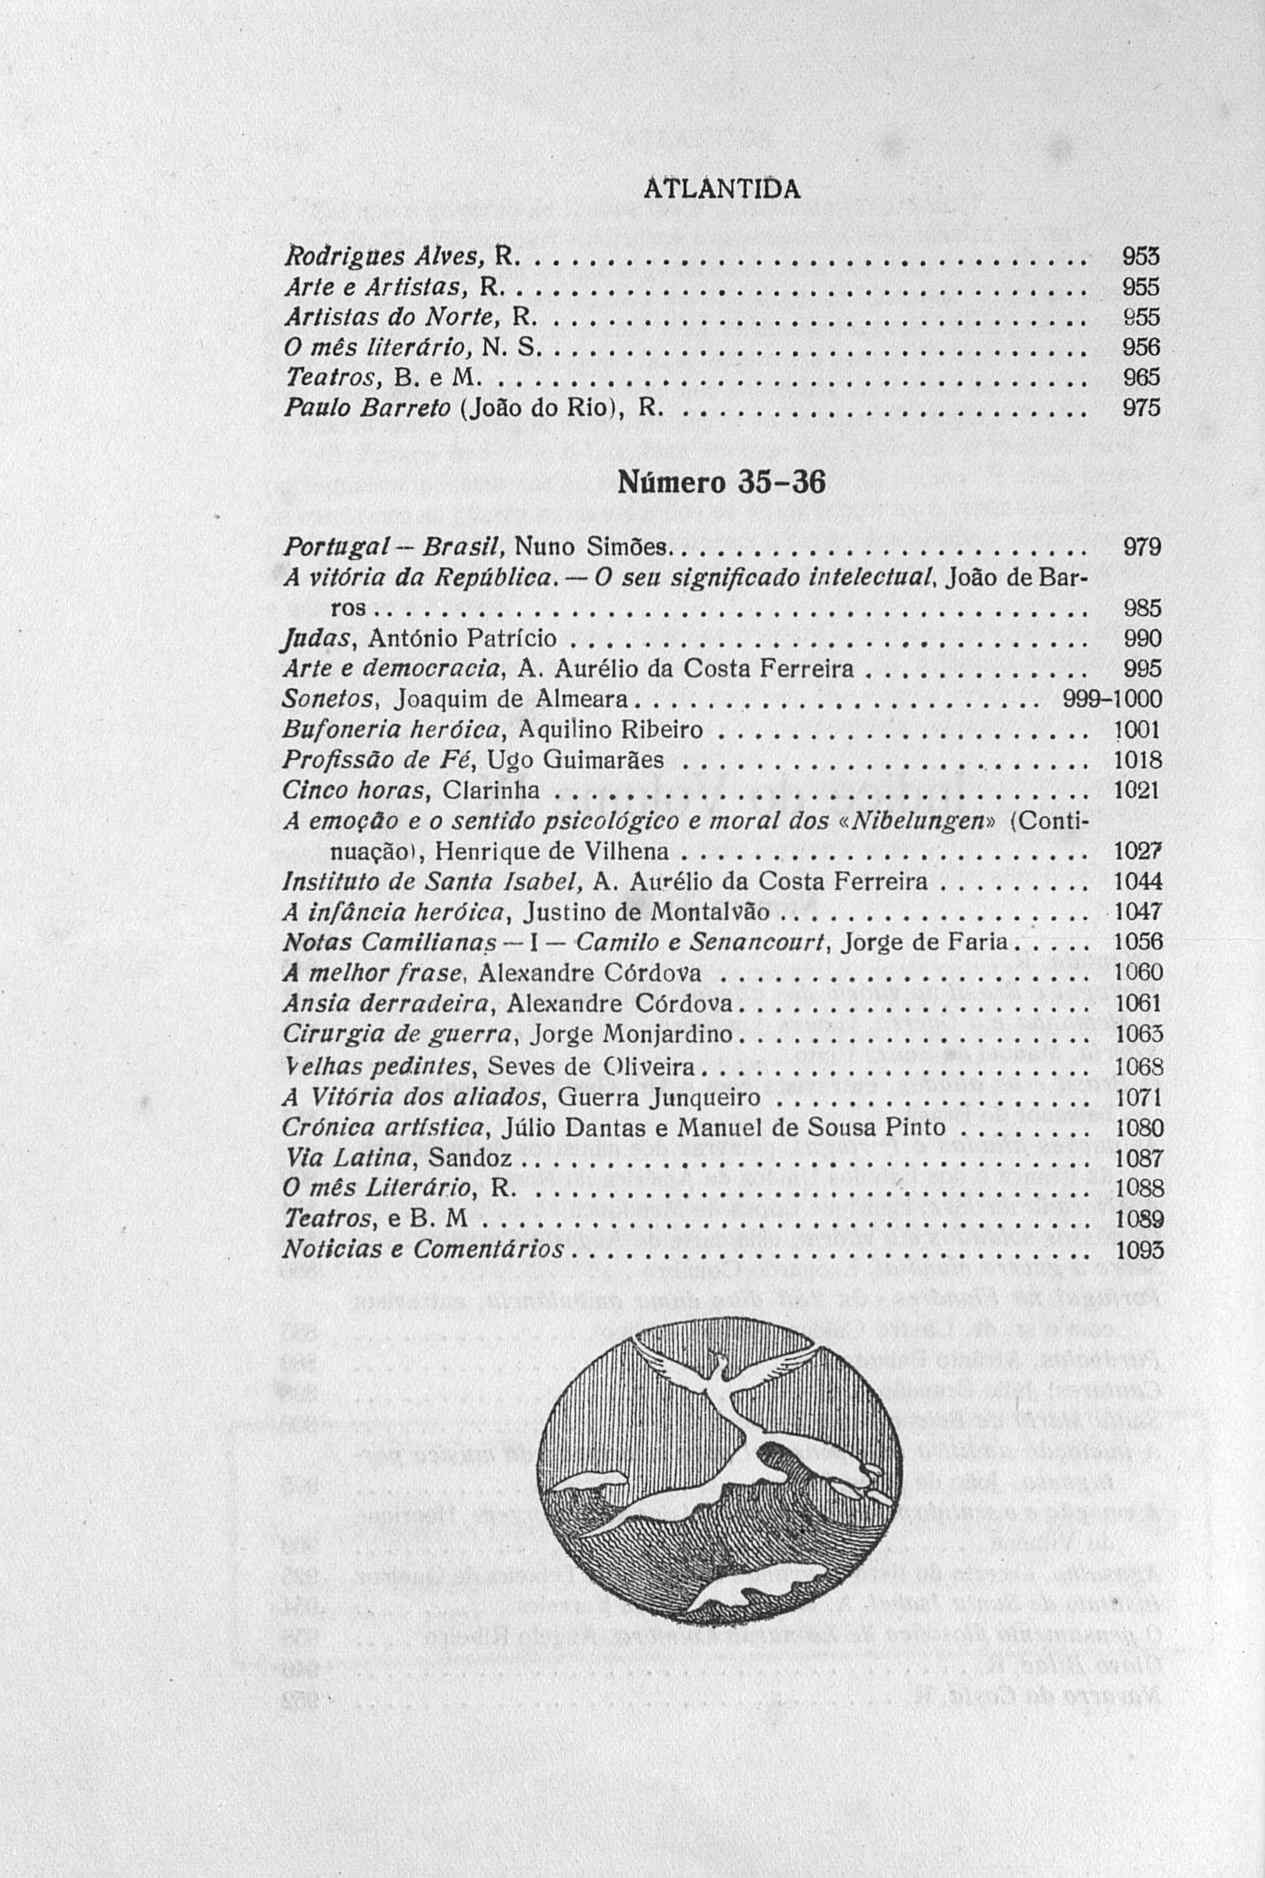 ATLANTIDA
Rodrigues Alves, R. . . . . . . . . . . . . . . . . . . . . . . . . . . . . . . . 953
Arte e Artistas, R. . . . . . . . . . . . . . . . . . . . . . . . . . . . . . . . . 955
Artistas do Norte, R. . . . . . . . . . . . . . . . . . . . . . . . . . . . . . . 955
O mês literário, N. S. . . . . . . . . . . . . . . . . . . . . . . . . . . . . . . 956
Teatros, B. e M. . . . . . . . . . . . . . . . . . . . . . . . . . . . . . . . . . 965
Paulo Barreto (João do Rio), R. . . . . . . . . . . . . . . . . . . . . . . . 975
Número 35-36
Portugal — Brasil, Nuno Simões. . . . . . . . . . . . . . . . . . . . . . . . 979
A vitória da República. — O seu significado intelectual, João de Bar-
ros . . . . . . . . . . . . . . . . . . . . . . . . . . . . . . . . . . . . . . . 985
Judas, António Patrício . . . . . . . . . . . . . . . . . . . . . . . . . . . . . 990
Arte e democracia, A. Aurélio da Costa Ferreira . . . . . . . . . . . . . 995
Sonetos, Joaquim de Almeara. . . . . . . . . . . . . . . . . . . . . . . 999-1000
Bufoneria heróica, Aquilino Ribeiro . . . . . . . . . . . . . . . . . . . . . 1001
Profissão de Fé, Ugo Guimarães . . . . . . . . . . . . . . . . . . . . . . . 1018
Cinco horas, Clarinha . . . . . . . . . . . . . . . . . . . . . . . . . . . . . . 1021
A emoção e o sentido psicológico e moral dos «Nibelungen» (Conti-
nuação), Henrique de Vilhena . . . . . . . . . . . . . . . . . . . . . . . 1027
Instituto de Santa Isabel, A. Aurélio da Costa Ferreira . . . . . . . . . 1044
A infância heróica, Justino de Montalvão . . . . . . . . . . . . . . . . . . 1047
Notas Camilianas — I — Camilo e Senancourt, Jorge de Faria. . . . . 1056
A melhor frase, Alexandre Córdova . . . . . . . . . . . . . . . . . . . . . 1060
Ansia derradeira, Alexandre Córdova. . . . . . . . . . . . . . . . . . . . 1061
Cirurgia de guerra, Jorge Monjardino. . . . . . . . . . . . . . . . . . . . 1063
Velhas pedintes, Seves de Oliveira. . . . . . . . . . . . . . . . . . . . . . 1068
A Vitória dos aliados, Guerra Junqueiro . . . . . . . . . . . . . . . . . . 1071
Crónica artística, Júlio Dantas e Manuel de Sousa Pinto . . . . . . . . 1080
Via Latina, Sandoz . . . . . . . . . . . . . . . . . . . . . . . . . . . . . . . . 1087
O mês Literário, R. . . . . . . . . . . . . . . . . . . . . . . . . . . . . . . . 1088
Teatros, e B. M . . . . . . . . . . . . . . . . . . . . . . . . . . . . . . . . . . 1089
Noticias e Comentários . . . . . . . . . . . . . . . . . . . . . . . . . . . . . 1093